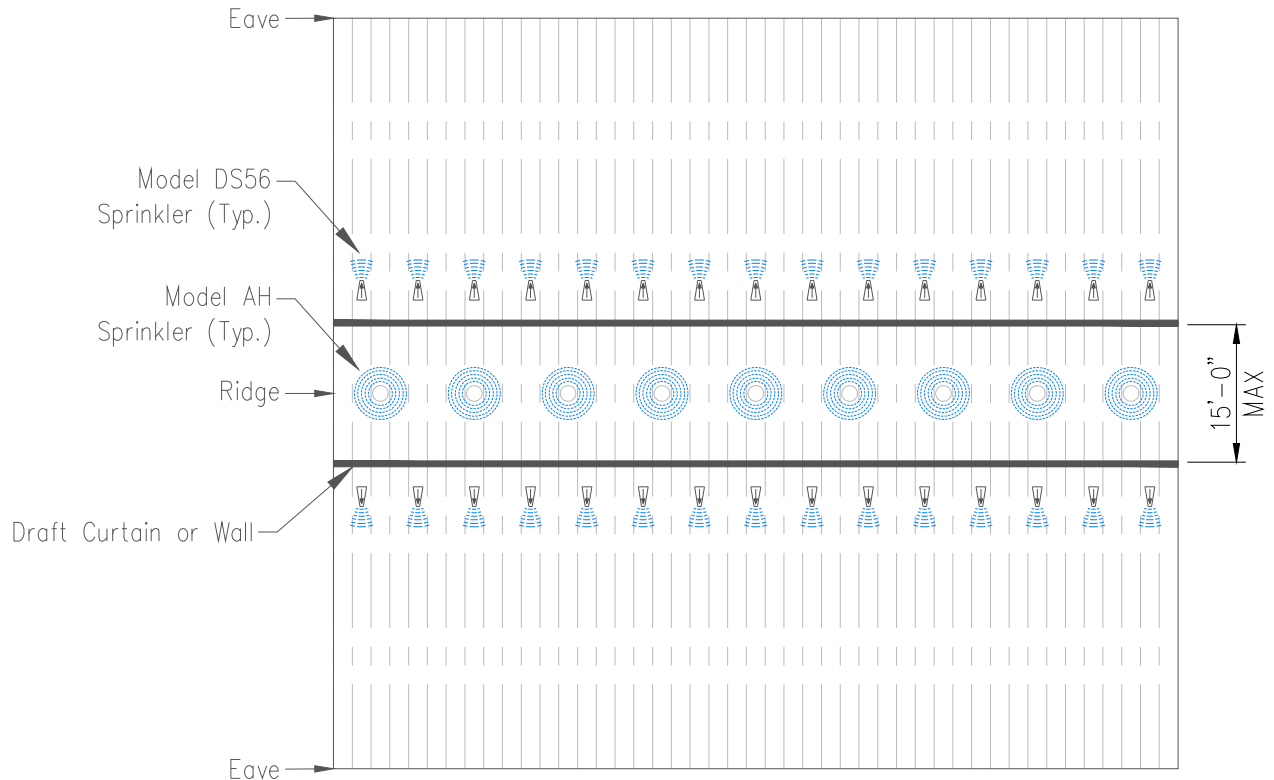 Eave
Model DS56
Sprinkler (Typ.)
Model AH
Sprinkler (Typ.)
Ridge
15'-0"
MAX
Draft Curtain or Wall
Eave